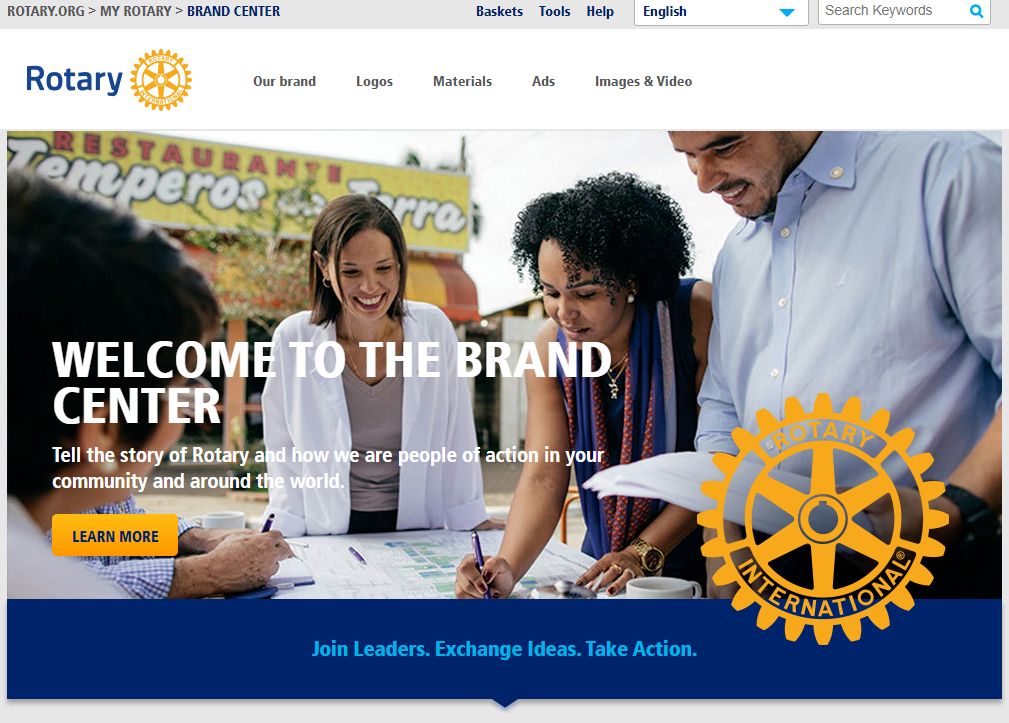 ROTARY.ORG > MY ROTARY > BRAND CENTER
Baskets Tools Help English Search Keywords
Rotary
ROTARY
INTERNATIONAL
Our brand Logos Materials Ads Images & Video
RESTAURANTE
Temperos da Terra
WELCOME TO THE BRAND
CENTER
Tell the story of Rotary and how we are people of action in your
community and around the world.
LEARN MORE
ROTARY
INTERNATIONAL®
Join Leaders. Exchange Ideas. Take Action.